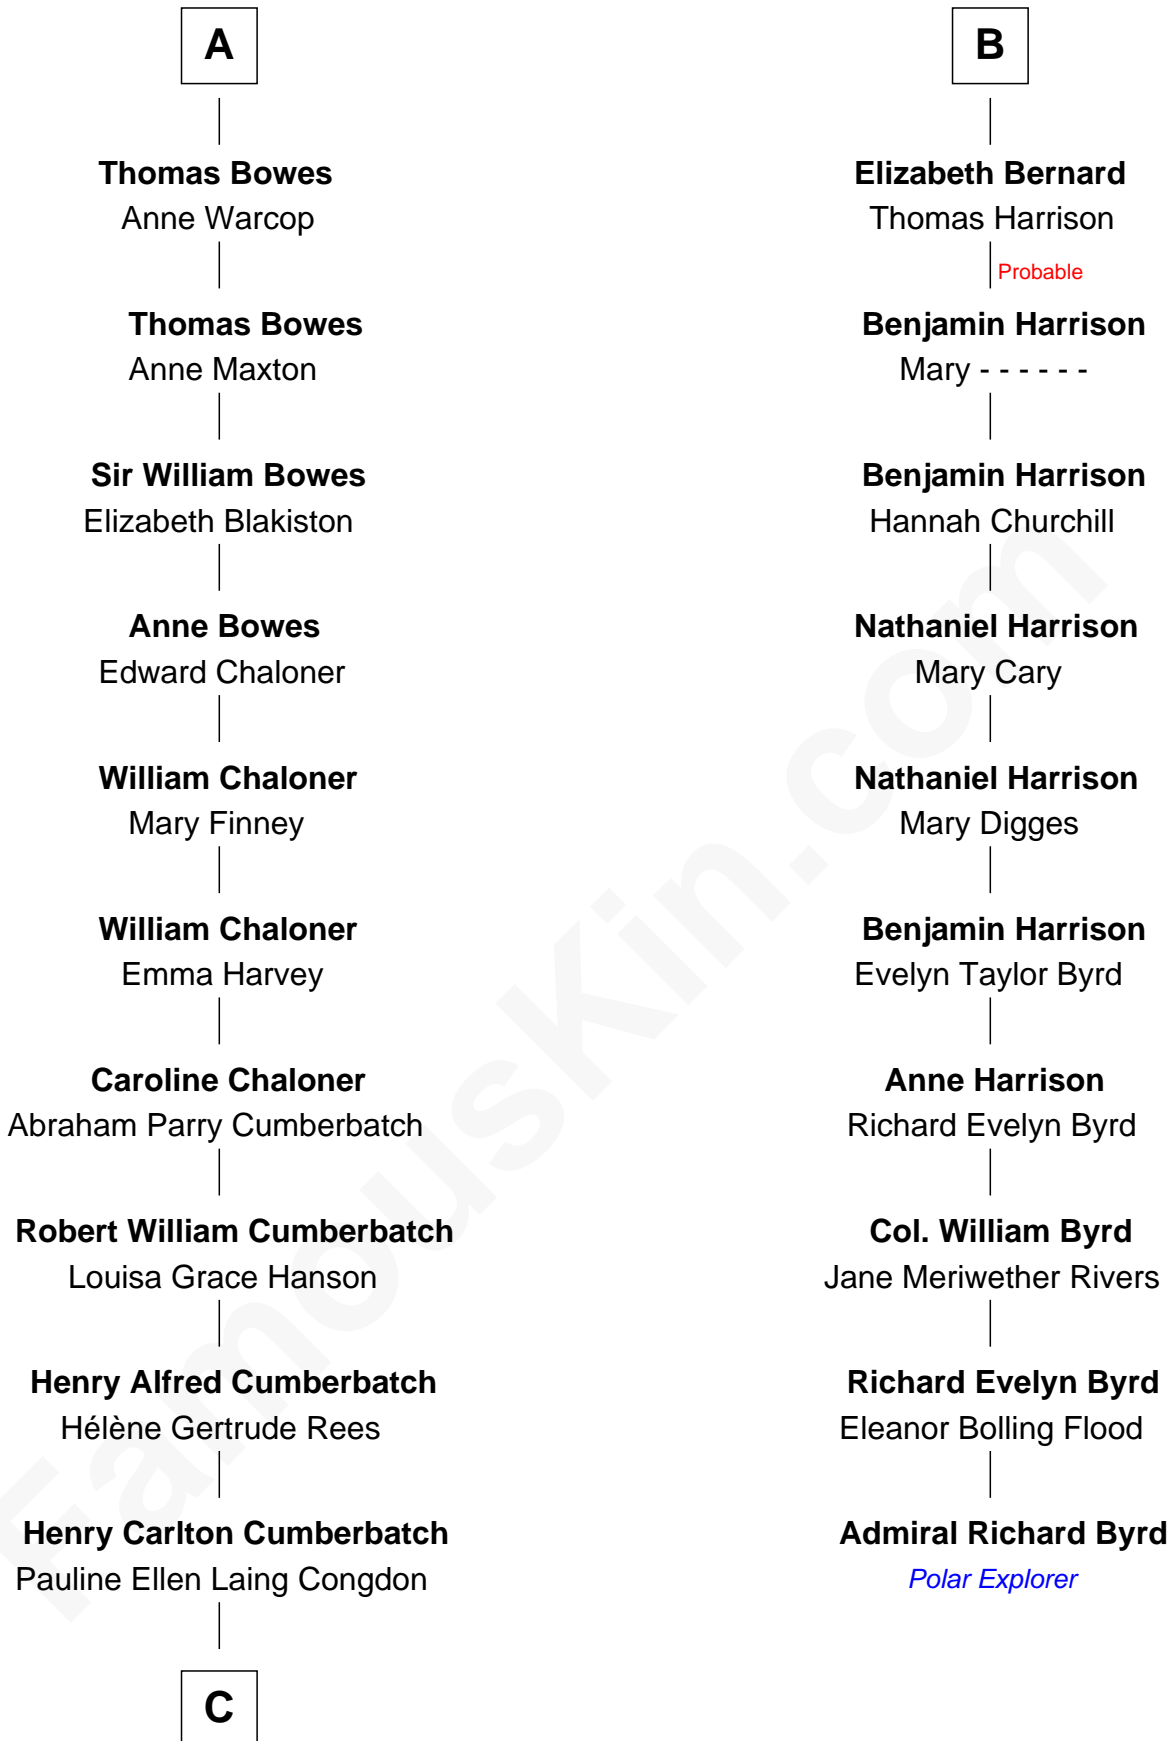 A
Thomas Bowes
Anne Warcop
Thomas Bowes
Anne Maxton
Sir William Bowes
Elizabeth Blakiston
Anne Bowes
Edward Chaloner
William Chaloner
Mary Finney
William Chaloner
Emma Harvey
Caroline Chaloner
Abraham Parry Cumberbatch
Robert William Cumberbatch
Louisa Grace Hanson
Henry Alfred Cumberbatch
Hélène Gertrude Rees
Henry Carlton Cumberbatch
Pauline Ellen Laing Congdon
C
B
Elizabeth Bernard
Thomas Harrison
Probable
Benjamin Harrison
Mary - - - - - -
Benjamin Harrison
Hannah Churchill
Nathaniel Harrison
Mary Cary
Nathaniel Harrison
Mary Digges
Benjamin Harrison
Evelyn Taylor Byrd
Anne Harrison
Richard Evelyn Byrd
Col. William Byrd
Jane Meriwether Rivers
Richard Evelyn Byrd
Eleanor Bolling Flood
Admiral Richard Byrd
Polar Explorer
FamousKin.com